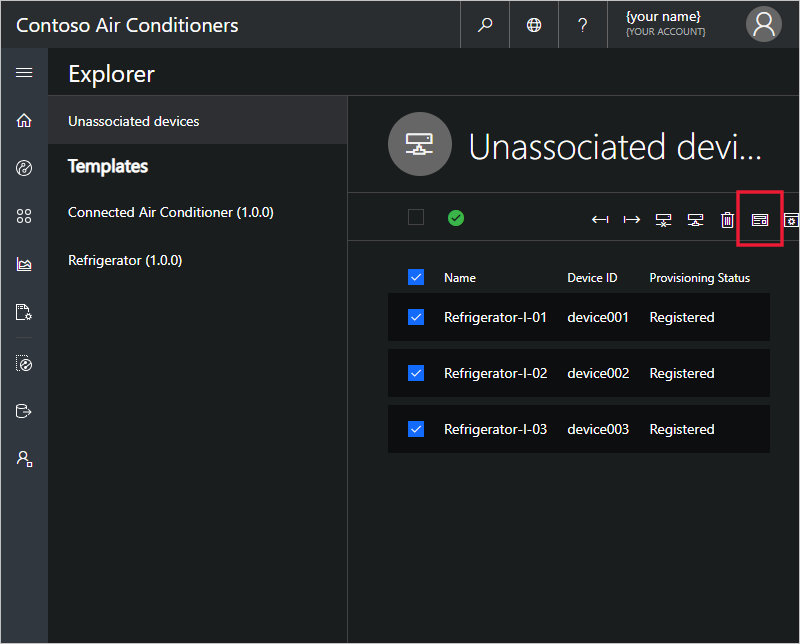 Contoso Air Conditioners
?
{your name}
{YOUR ACCOUNT}
Explorer
Unassociated devices
Templates
Connected Air Conditioner (1.0.0)
Refrigerator (1.0.0)
Unassociated devi...
Name Device ID Provisioning Status
Refrigerator-I-01 device001 Registered
Refrigerator-I-02 device002 Registered
Refrigerator-I-03 device003 Registered